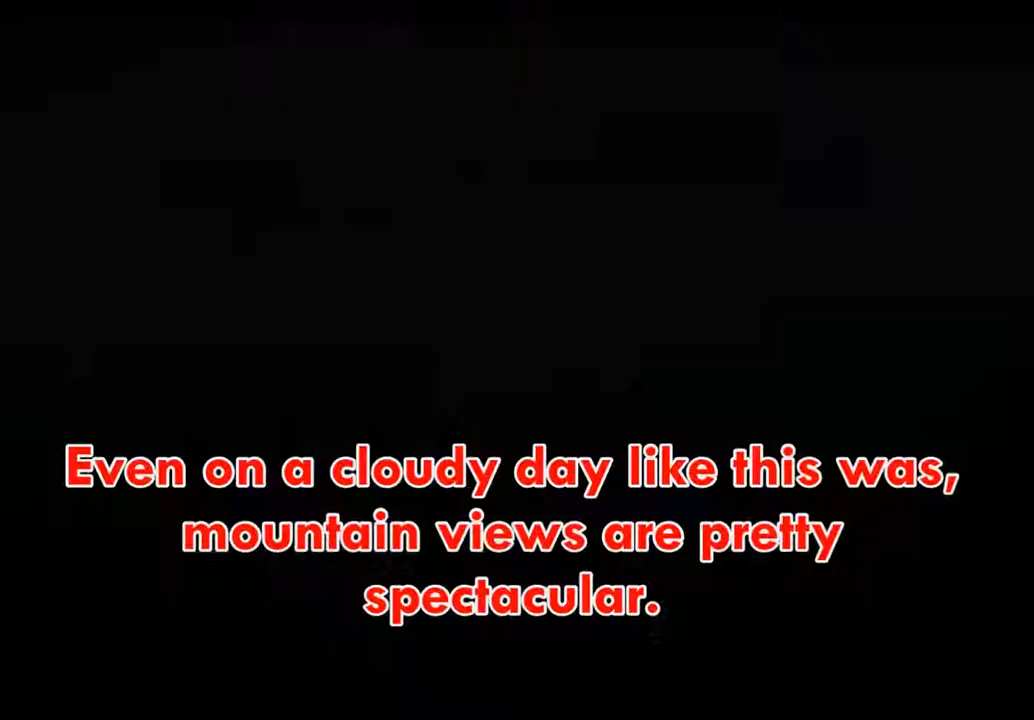 Even on a cloudy day like this was,
mountain views are pretty
spectacular.